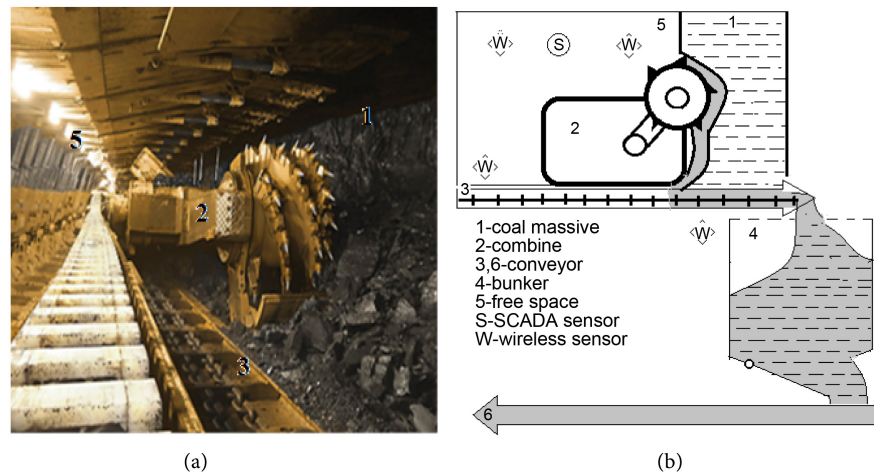 1
5
2
3
(a)
5
1
W
S
W
2
W
3
W
4
1-coal massive
2-combine
3,6-conveyor
4-bunker
5-free space
S-SCADA sensor
W-wireless sensor
6
(b)